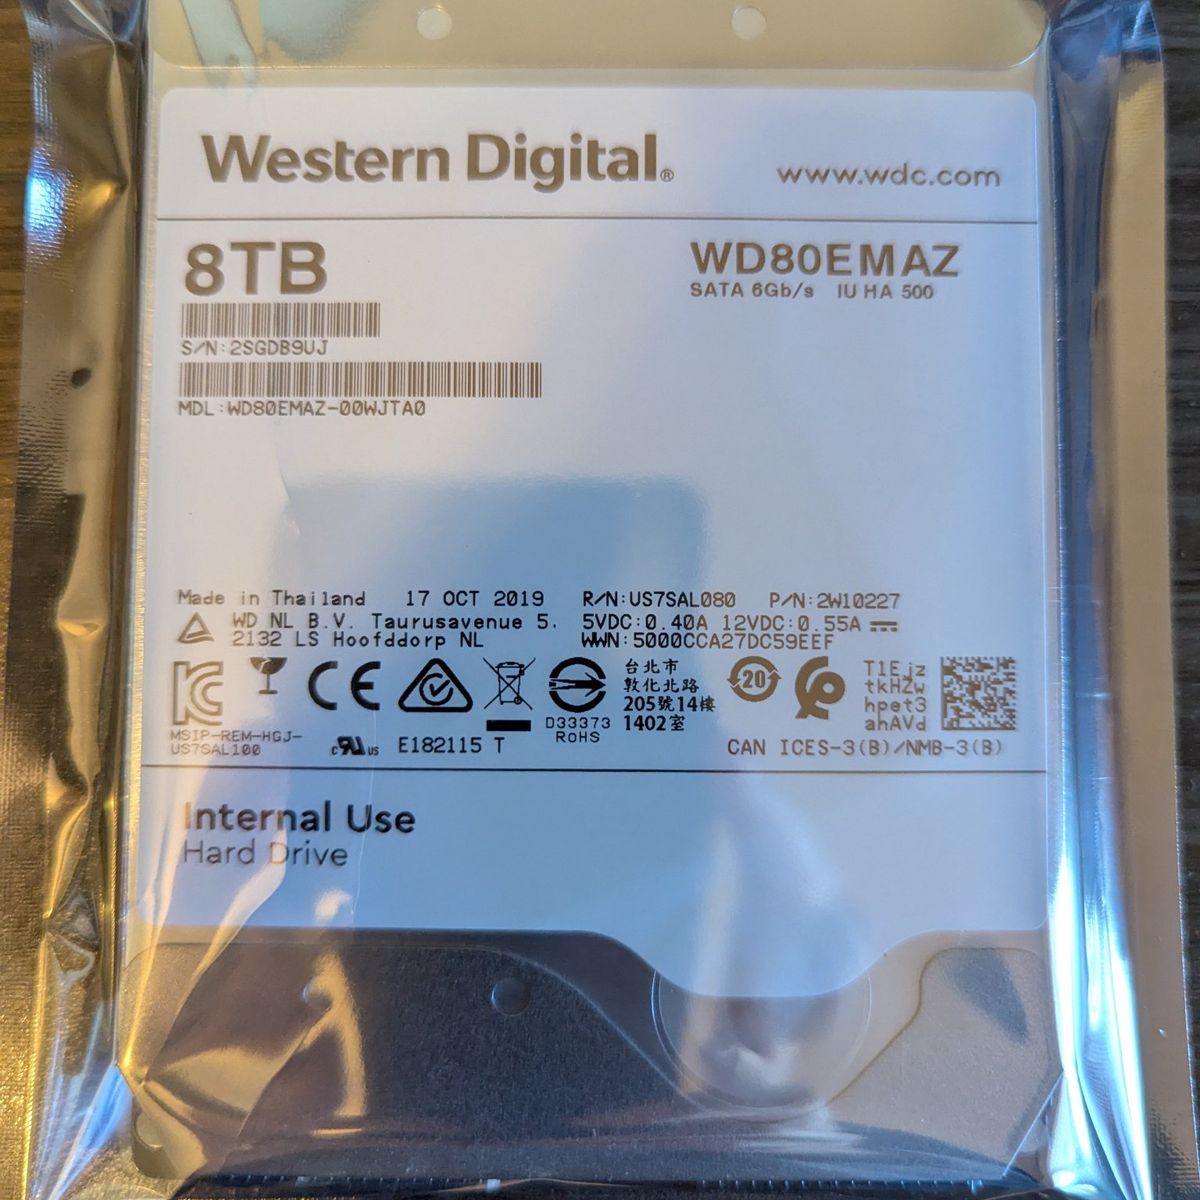 Western Digital®
www.wdc.com
8TB
WD80EMAZ
SATA 6Gb/s IU HA 500
S/N:2SGDB9UJ
MDL:WD80EMAZ-00WJTA0
Made in Thailand 17 OCT 2019 R/N:US7SAL080 P/N:2W10227
WD NL B.V. Taurusavenue 5. 5VDC:0.40A 12VDC:0.55A
2132 LS Hoofddorp NL WWN:5000CCA27DC59EEF
KC
CE
台北市
敦化北路
205號14樓
1402室
20
T1Ejz
tkHZw
hpet3
ahAVd
MSIP-REM-HGJ-
US7SAL100
c RU US E182115 T
D33373
RoHS
CAN ICES-3(B)/NMB-3(B)
Internal Use
Hard Drive